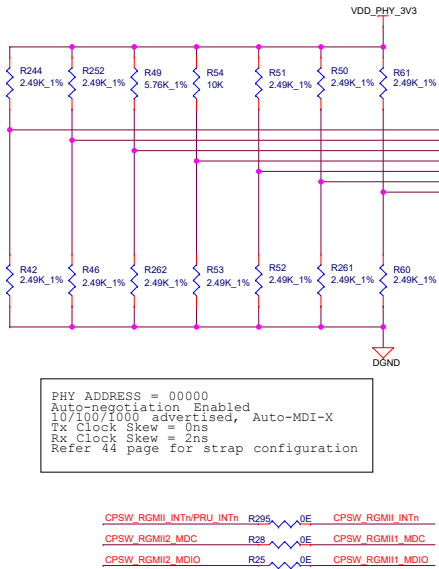 VDD_PHY_3V3
R244 R252 R49 R54 R51 R50 R61
2.49K_1% 2.49K_1% 5.76K_1% 10K 2.49K_1% 2.49K_1% 2.49K_1%
R42 R46 R262 R53 R52 R261 R60
2.49K_1% 2.49K_1% 2.49K_1% 2.49K_1% 2.49K_1% 2.49K_1% 2.49K_1%
DGND
PHY ADDRESS = 00000
Auto-negotiation Enabled
10/100/1000 advertised, Auto-MDI-X
Tx Clock Skew = 0ns
Rx Clock Skew = 2ns
Refer 44 page for strap configuration
CPSW_RGMII_INTn/PRU_INTn R295 0E CPSW_RGMII_INTn
CPSW_RGMII2_MDC R28 0E CPSW_RGMII1_MDC
CPSW_RGMII2_MDIO R25 0E CPSW_RGMII1_MDIO